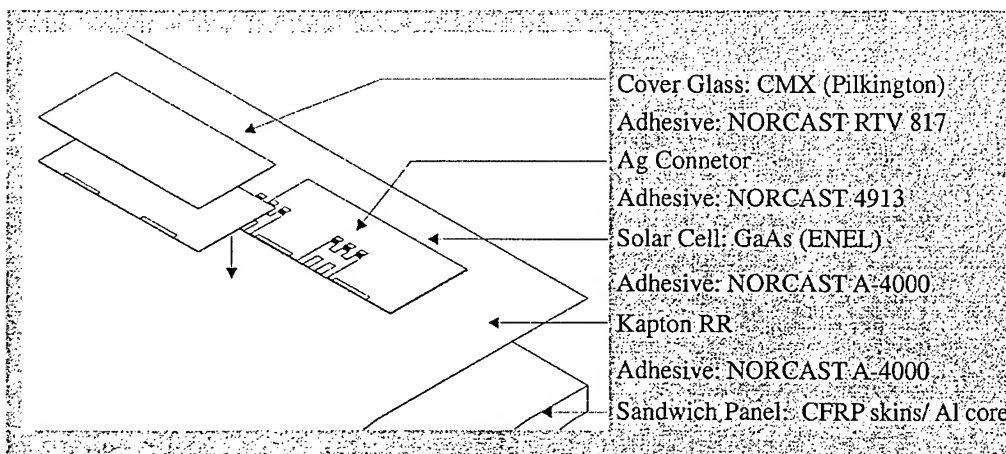 Cover Glass: CMX (Pilkington)
Adhesive: NORCAST RTV 817
Ag Connetor
Adhesive: NORCAST 4913
Solar Cell: GaAs (ENEL)
Adhesive: NORCAST A-4000
Kapton RR
Adhesive: NORCAST A-4000
Sandwich Panel: CFRP skins/ Al core